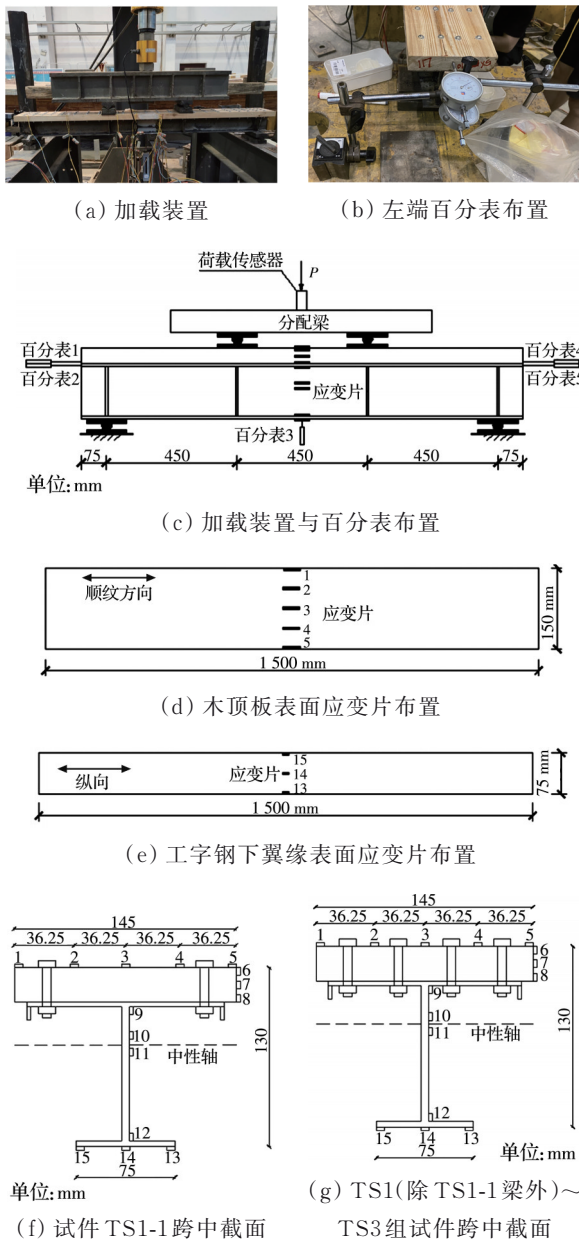 (a) 加载装置
(b) 左端百分表布置
荷载传感器
P
分配梁
百分表1
百分表2
百分表4
百分表5
应变片
百分表3
75
450
450
450
75
单位:mm
(c) 加载装置与百分表布置
顺纹方向
1
2
3
4
5
应变片
150 mm
1 500 mm
(d) 木顶板表面应变片布置
纵向
应变片
15
14
13
75 mm
1 500 mm
(e) 工字钢下翼缘表面应变片布置
145
36.25
36.25
36.25
36.25
1
2
3
4
5
6
7
8
9
10
11
中性轴
12
130
15
14
13
75
单位:mm
(f) 试件 TS1-1 跨中截面
145
36.25
36.25
36.25
36.25
1
2
3
4
5
6
7
8
9
10
11
中性轴
12
130
15
14
13
75
单位:mm
(g) TS1(除 TS1-1 梁外)~
TS3组试件跨中截面